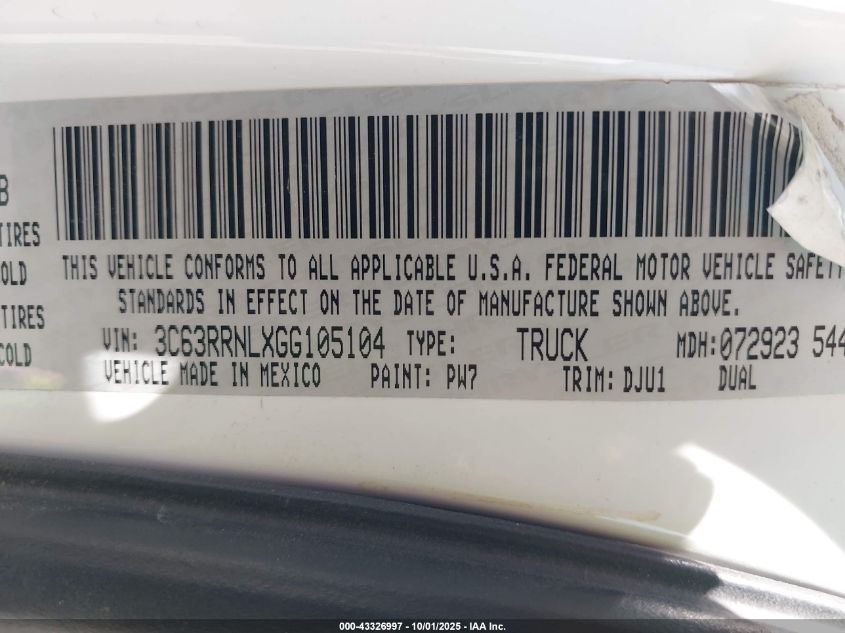 B
TIRES
COLD
TIRES
COLD
THIS VEHICLE CONFORMS TO ALL APPLICABLE U.S.A. FEDERAL MOTOR VEHICLE SAFETY
STANDARDS IN EFFECT ON THE DATE OF MANUFACTURE SHOWN ABOVE.
VIN: 3C63RRNLXGG105104 TYPE: TRUCK MDH:072923 544
VEHICLE MADE IN MEXICO PAINT: PW7 TRIM: DJU1 DUAL
000-43326997 - 10/01/2025 - IAA Inc.